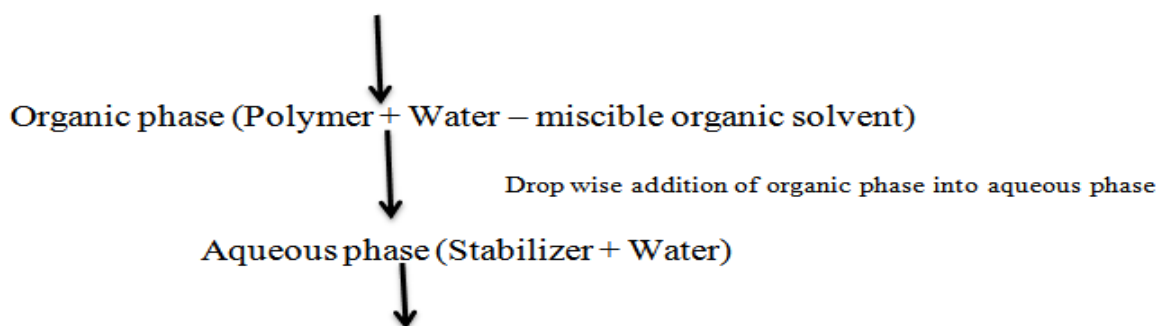 Organic phase (Polymer + Water – miscible organic solvent)
Drop wise addition of organic phase into aqueous phase
Aqueous phase (Stabilizer + Water)